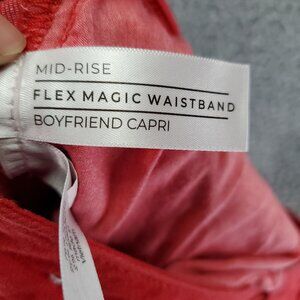 MID-RISE
FLEX MAGIC WAISTBAND
BOYFRIEND CAPRI